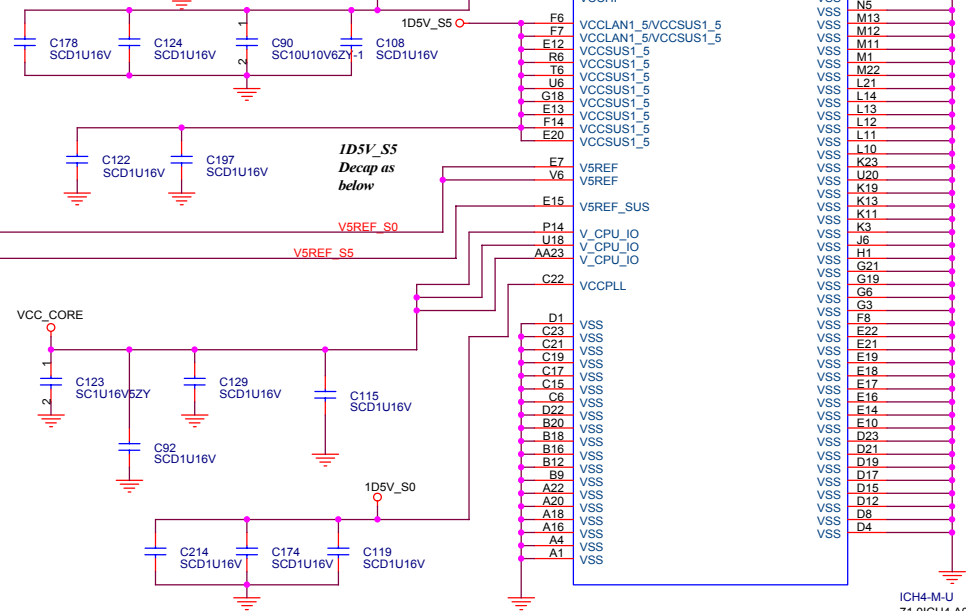 C178
SCD1U16V
C124
SCD1U16V
1
C90
SC10U10V6ZY-1
2
C108
SCD1U16V
1D5V_S5
C122
SCD1U16V
C197
SCD1U16V
1D5V_S5
Decap as
below
V5REF_S0
V5REF_S5
VCC_CORE
1
C123
SC1U16V5ZY
2
C129
SCD1U16V
C115
SCD1U16V
C92
SCD1U16V
1D5V_S0
C214
SCD1U16V
C174
SCD1U16V
C119
SCD1U16V
F6 VCCLAN1_5/VCCSUS1_5
F7 VCCLAN1_5/VCCSUS1_5
E12 VCCSUS1_5
R6 VCCSUS1_5
T6 VCCSUS1_5
U6 VCCSUS1_5
G18 VCCSUS1_5
E13 VCCSUS1_5
F14 VCCSUS1_5
E20 VCCSUS1_5
E7 V5REF
V6 V5REF
E15 V5REF_SUS
P14 V_CPU_IO
U18 V_CPU_IO
AA23 V_CPU_IO
C22 VCCPLL
D1 VSS
C23 VSS
C21 VSS
C19 VSS
C17 VSS
C15 VSS
C6 VSS
D22 VSS
B20 VSS
B18 VSS
B16 VSS
B12 VSS
B9 VSS
A22 VSS
A20 VSS
A18 VSS
A16 VSS
A4 VSS
A1 VSS
VSS N5
VSS M13
VSS M12
VSS M11
VSS M1
VSS M22
VSS L21
VSS L14
VSS L13
VSS L12
VSS L11
VSS L10
VSS K23
VSS U20
VSS K19
VSS K13
VSS K11
VSS K3
VSS J6
VSS H1
VSS G21
VSS G19
VSS G6
VSS G3
VSS F8
VSS E22
VSS E21
VSS E19
VSS E18
VSS E17
VSS E16
VSS E14
VSS E10
VSS D23
VSS D21
VSS D19
VSS D17
VSS D15
VSS D12
VSS D8
VSS D4
ICH4-M-U